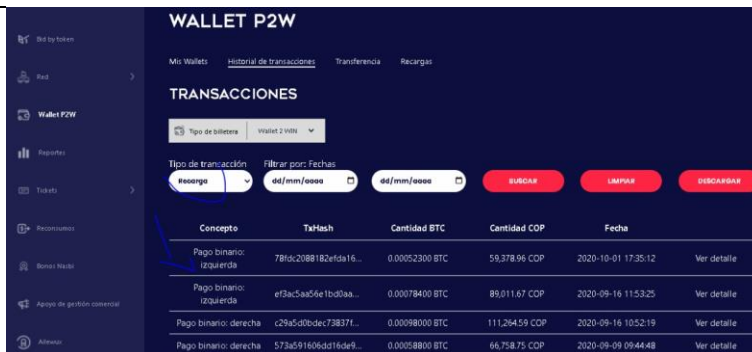 WALLET P2W
Bid by token
Mis Wallets Historial de transacciones Transferencia Recargas
Red
TRANSACCIONES
Wallet P2W
Tipo de billetera Wallet 2 WIN
Reportes
Tipo de transacción Filtrar por: Fechas
Recarga dd/mm/aaaa dd/mm/aaaa BUSCAR LIMPIAR DESCARGAR
Tickets
Reconsumos
Concepto TxHash Cantidad BTC Cantidad COP Fecha
Pago binario: izquierda 78fdc2088182efda16... 0.00052300 BTC 59,378.96 COP 2020-10-01 17:35:12 Ver detalle
Bonos
Pago binario: izquierda ef3ac5aa56e1bd0aa... 0.00078400 BTC 89,011.67 COP 2020-09-16 11:53:25 Ver detalle
Apoyo de gestión comercial
Pago binario: derecha c29a5d0bdec73837f... 0.00098000 BTC 111,264.59 COP 2020-09-16 10:52:19 Ver detalle
Pago binario: derecha 573a591606dd16de9... 0.00058800 BTC 66,758.75 COP 2020-09-09 09:44:48 Ver detalle